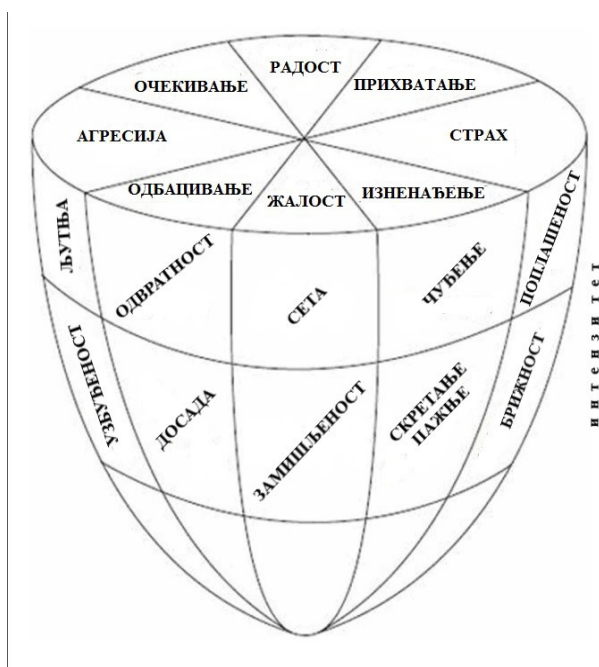 РАДОСТ
ОЧЕКИВАЊЕ
ПРИХВАТАЊЕ
АГРЕСИЈА
СТРАХ
ОДБАЦИВАЊЕ
ЖАЛОСТ
ИЗНЕНАЂЕЊЕ
ЉУТЊА
ОДВРАТНОСТ
СЕТА
ЧУЂЕЊЕ
ПОПЛАШЕНОСТ
УЗБУЂЕНОСТ
ДОСАДА
ЗАМИШЉЕНОСТ
СКРЕТАЊЕ
ПАЖЊЕ
БРИЖНОСТ
интензитет